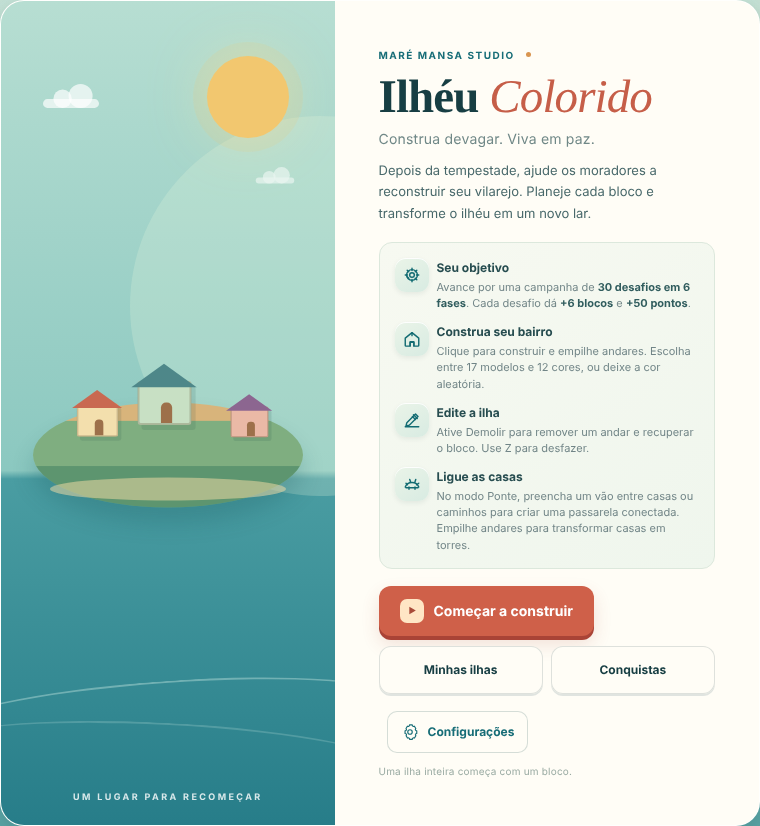 MARÉ MANSA STUDIO
Ilhéu Colorido
Construa devagar. Viva em paz.
Depois da tempestade, ajude os moradores a
reconstruir seu vilarejo. Planeje cada bloco e
transforme o ilhéu em um novo lar.
Seu objetivo
Avance por uma campanha de 30 desafios em 6
fases. Cada desafio dá +6 blocos e +50 pontos.
Construa seu bairro
Clique para construir e empilhe andares. Escolha
entre 17 modelos e 12 cores, ou deixe a cor
aleatória.
Edite a ilha
Ative Demolir para remover um andar e recuperar
o bloco. Use Z para desfazer.
Ligue as casas
No modo Ponte, preencha um vão entre casas ou
caminhos para criar uma passarela conectada.
Empilhe andares para transformar casas em
torres.
Começar a construir
Minhas ilhas
Conquistas
Configurações
Uma ilha inteira começa com um bloco.
UM LUGAR PARA RECOMEÇAR